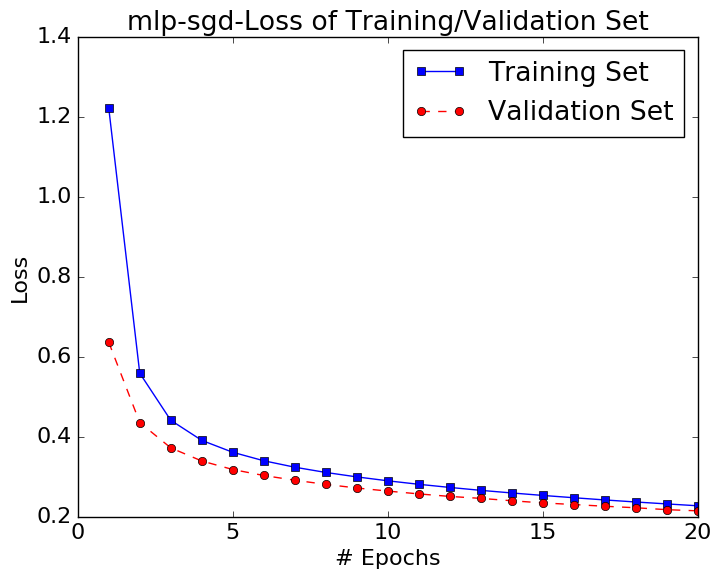 mlp-sgd-Loss of Training/Validation Set
1.4
1.2
1.0
0.8
0.6
0.4
0.2
Loss
Training Set
Validation Set
0 5 10 15 20
# Epochs